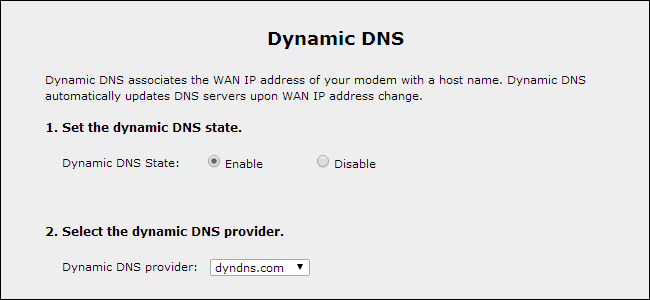 Dynamic DNS
Dynamic DNS associates the WAN IP address of your modem with a host name. Dynamic DNS
automatically updates DNS servers upon WAN IP address change.
1. Set the dynamic DNS state.
Dynamic DNS State: Enable Disable
2. Select the dynamic DNS provider.
Dynamic DNS provider: dyndns.com